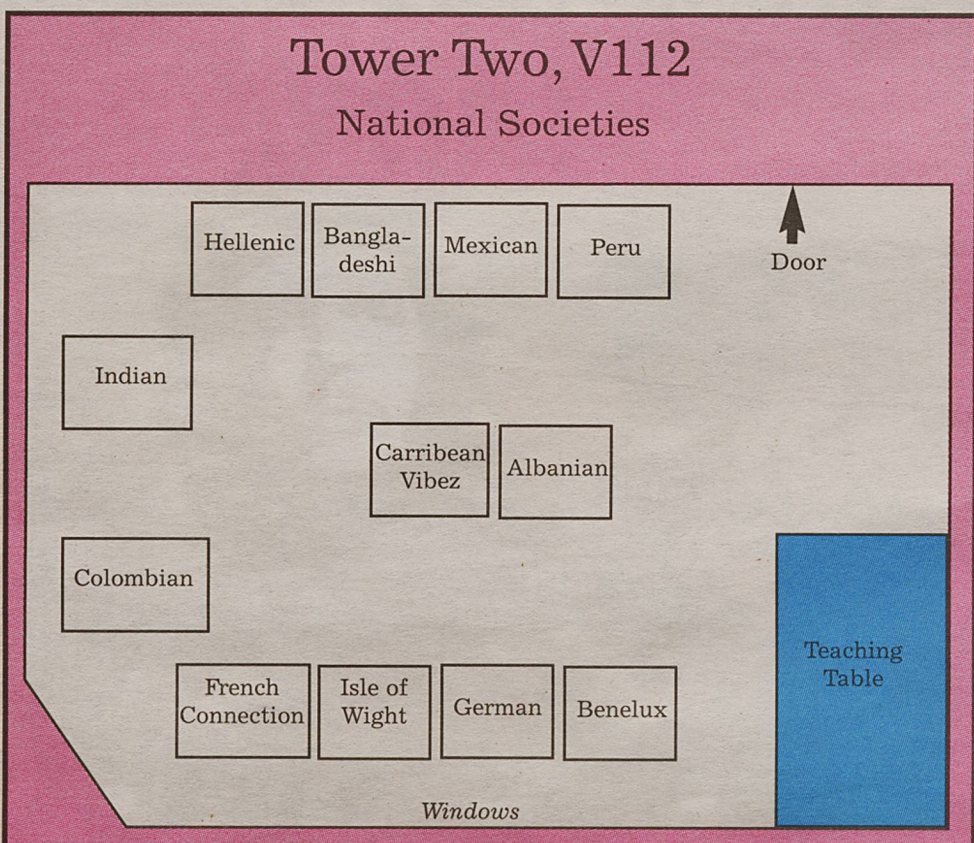 Tower Two, V112
National Societies
Hellenic
Bangla-
deshi
Mexican
Peru
Door
Indian
Carribean
Vibez
Albanian
Colombian
Teaching
Table
French
Connection
Isle of
Wight
German
Benelux
Windows